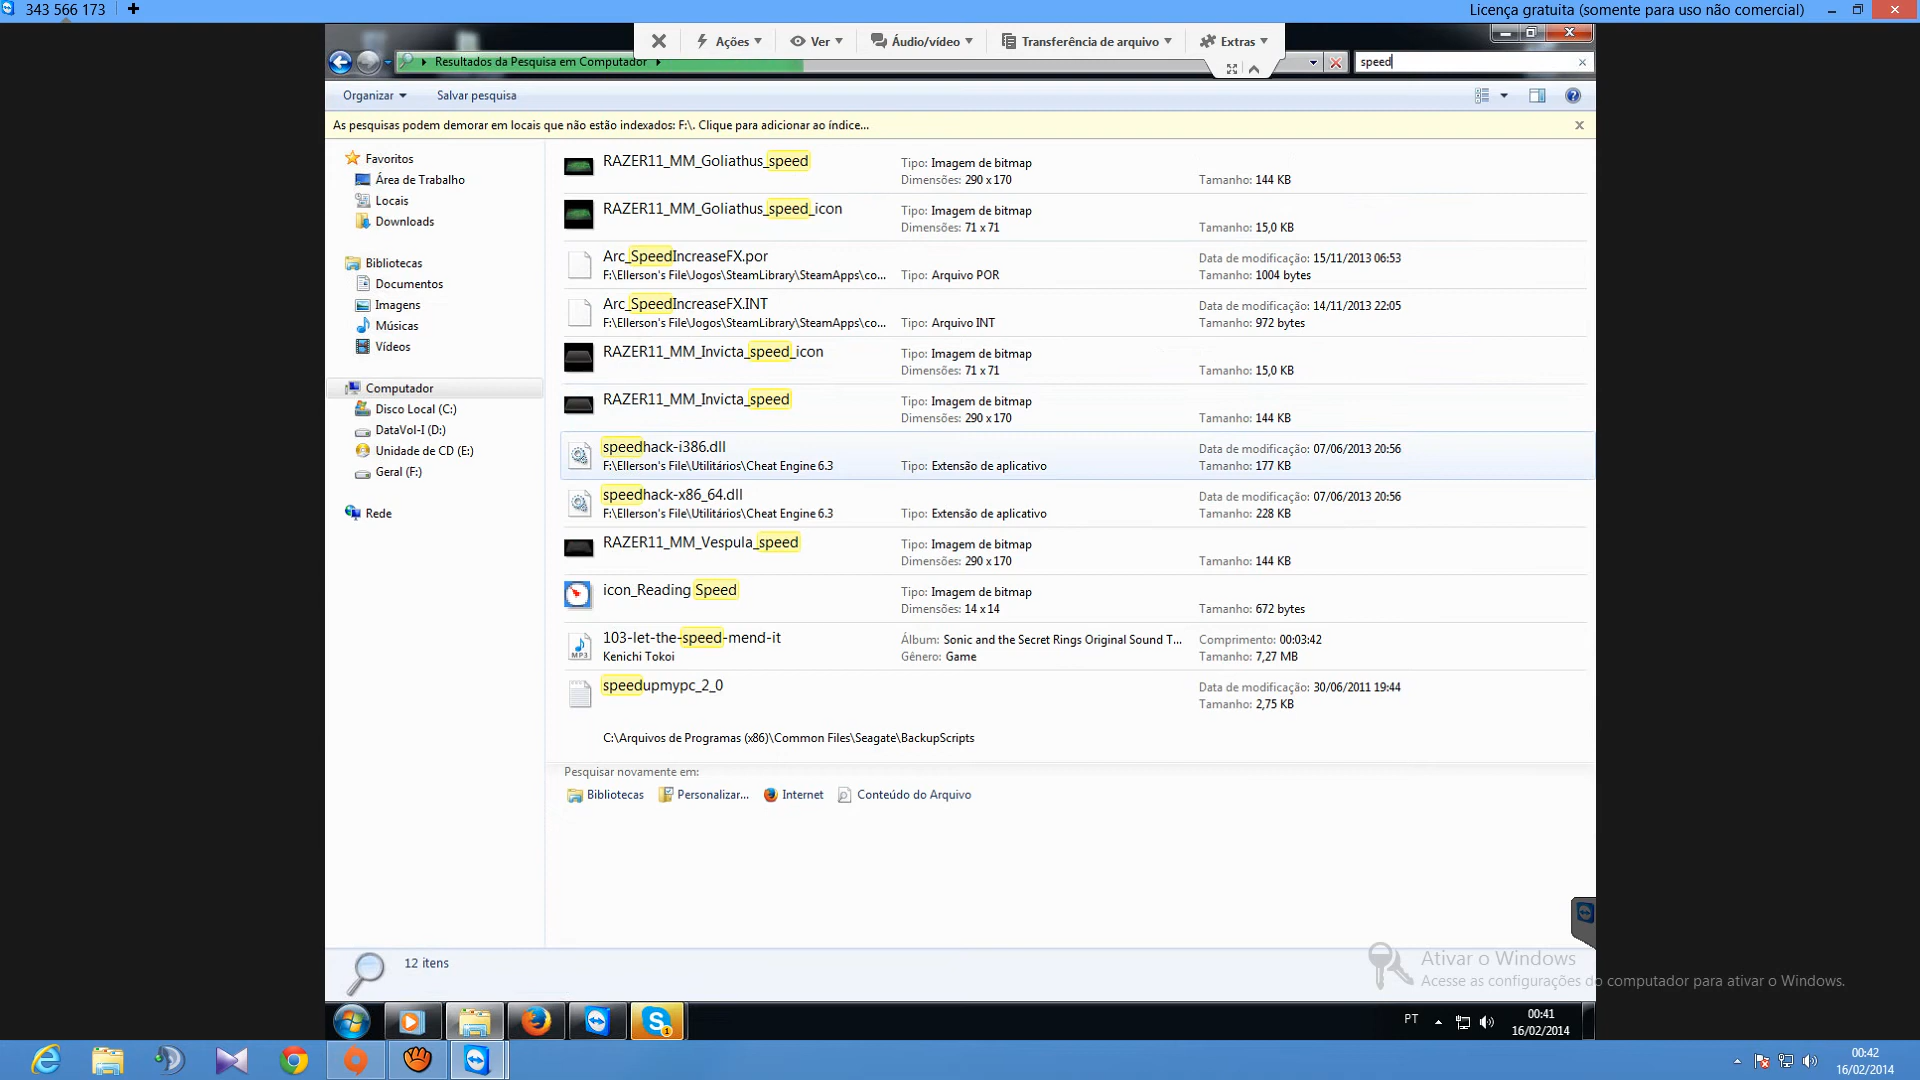 343 566 173
Licença gratuita (somente para uso não comercial)
Ações
Ver
Áudio/vídeo
Transferência de arquivo
Extras
Resultados da Pesquisa em Computador
speed
Organizar
Salvar pesquisa
As pesquisas podem demorar em locais que não estão indexados: F:\. Clique para adicionar ao índice...
Favoritos
Área de Trabalho
Locais
Downloads
Bibliotecas
Documentos
Imagens
Músicas
Vídeos
Computador
Disco Local (C:)
DataVol-I (D:)
Unidade de CD (E:)
Geral (F:)
Rede
RAZER11_MM_Goliathus_speed
Tipo: Imagem de bitmap
Dimensões: 290 x 170
Tamanho: 144 KB
RAZER11_MM_Goliathus_speed_icon
Tipo: Imagem de bitmap
Dimensões: 71 x 71
Tamanho: 15,0 KB
Arc_SpeedIncreaseFX.por
F:\Ellerson's File\Jogos\SteamLibrary\SteamApps\co...
Tipo: Arquivo POR
Data de modificação: 15/11/2013 06:53
Tamanho: 1004 bytes
Arc_SpeedIncreaseFX.INT
F:\Ellerson's File\Jogos\SteamLibrary\SteamApps\co...
Tipo: Arquivo INT
Data de modificação: 14/11/2013 22:05
Tamanho: 972 bytes
RAZER11_MM_Invicta_speed_icon
Tipo: Imagem de bitmap
Dimensões: 71 x 71
Tamanho: 15,0 KB
RAZER11_MM_Invicta_speed
Tipo: Imagem de bitmap
Dimensões: 290 x 170
Tamanho: 144 KB
speedhack-i386.dll
F:\Ellerson's File\Utilitários\Cheat Engine 6.3
Tipo: Extensão de aplicativo
Data de modificação: 07/06/2013 20:56
Tamanho: 177 KB
speedhack-x86_64.dll
F:\Ellerson's File\Utilitários\Cheat Engine 6.3
Tipo: Extensão de aplicativo
Data de modificação: 07/06/2013 20:56
Tamanho: 228 KB
RAZER11_MM_Vespula_speed
Tipo: Imagem de bitmap
Dimensões: 290 x 170
Tamanho: 144 KB
icon_Reading Speed
Tipo: Imagem de bitmap
Dimensões: 14 x 14
Tamanho: 672 bytes
MP3
103-let-the-speed-mend-it
Kenichi Tokoi
Álbum: Sonic and the Secret Rings Original Sound T...
Gênero: Game
Comprimento: 00:03:42
Tamanho: 7,27 MB
speedupmypc_2_0
Data de modificação: 30/06/2011 19:44
Tamanho: 2,75 KB
C:\Arquivos de Programas (x86)\Common Files\Seagate\BackupScripts
Pesquisar novamente em:
Bibliotecas
Personalizar...
Internet
Conteúdo do Arquivo
12 itens
Ativar o Windows
Acesse as configurações do computador para ativar o Windows.
1
PT
00:41
16/02/2014
00:42
16/02/2014